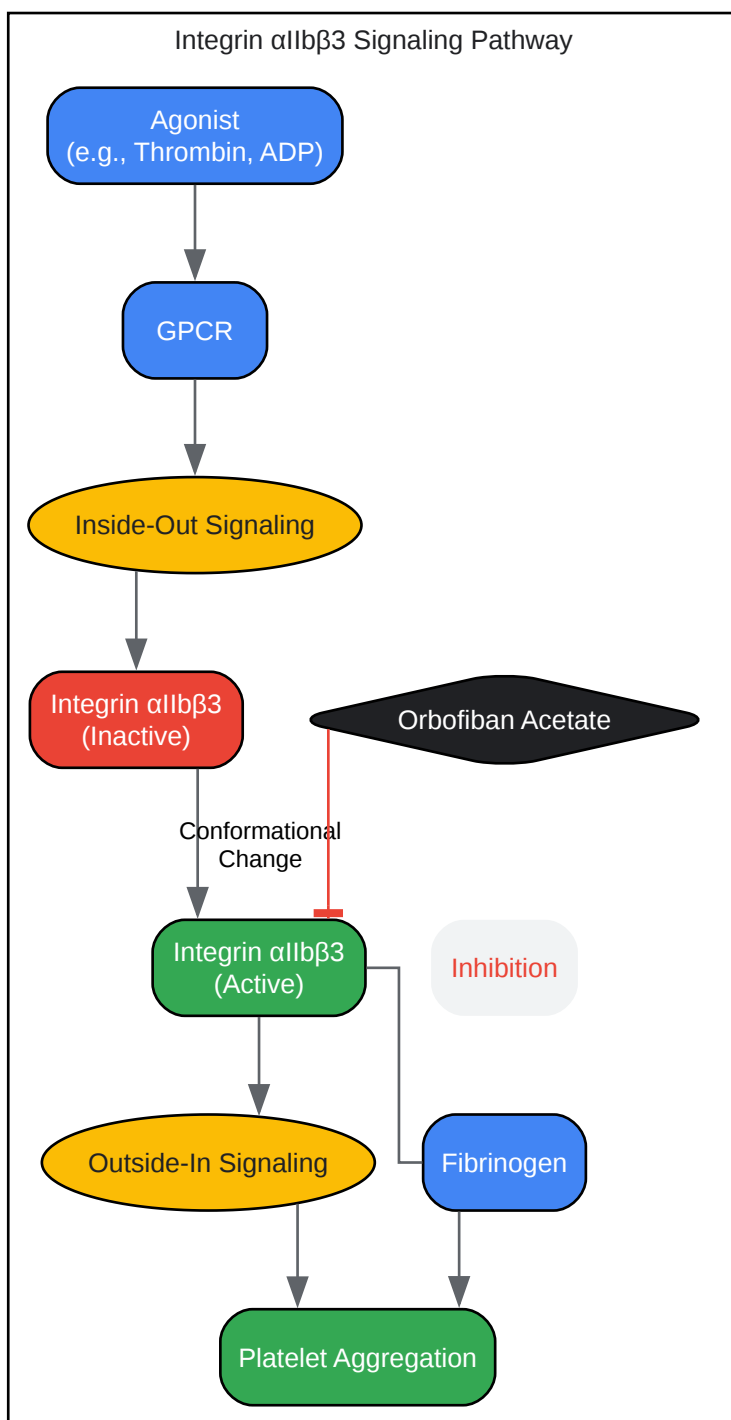 Integrin αIIbβ3 Signaling Pathway
Agonist
(e.g., Thrombin, ADP)
GPCR
Inside-Out Signaling
Integrin αIIbβ3
(Inactive)
Orbofiban Acetate
Conformational
Change
Integrin αIIbβ3
(Active)
Inhibition
Outside-In Signaling
Fibrinogen
Platelet Aggregation